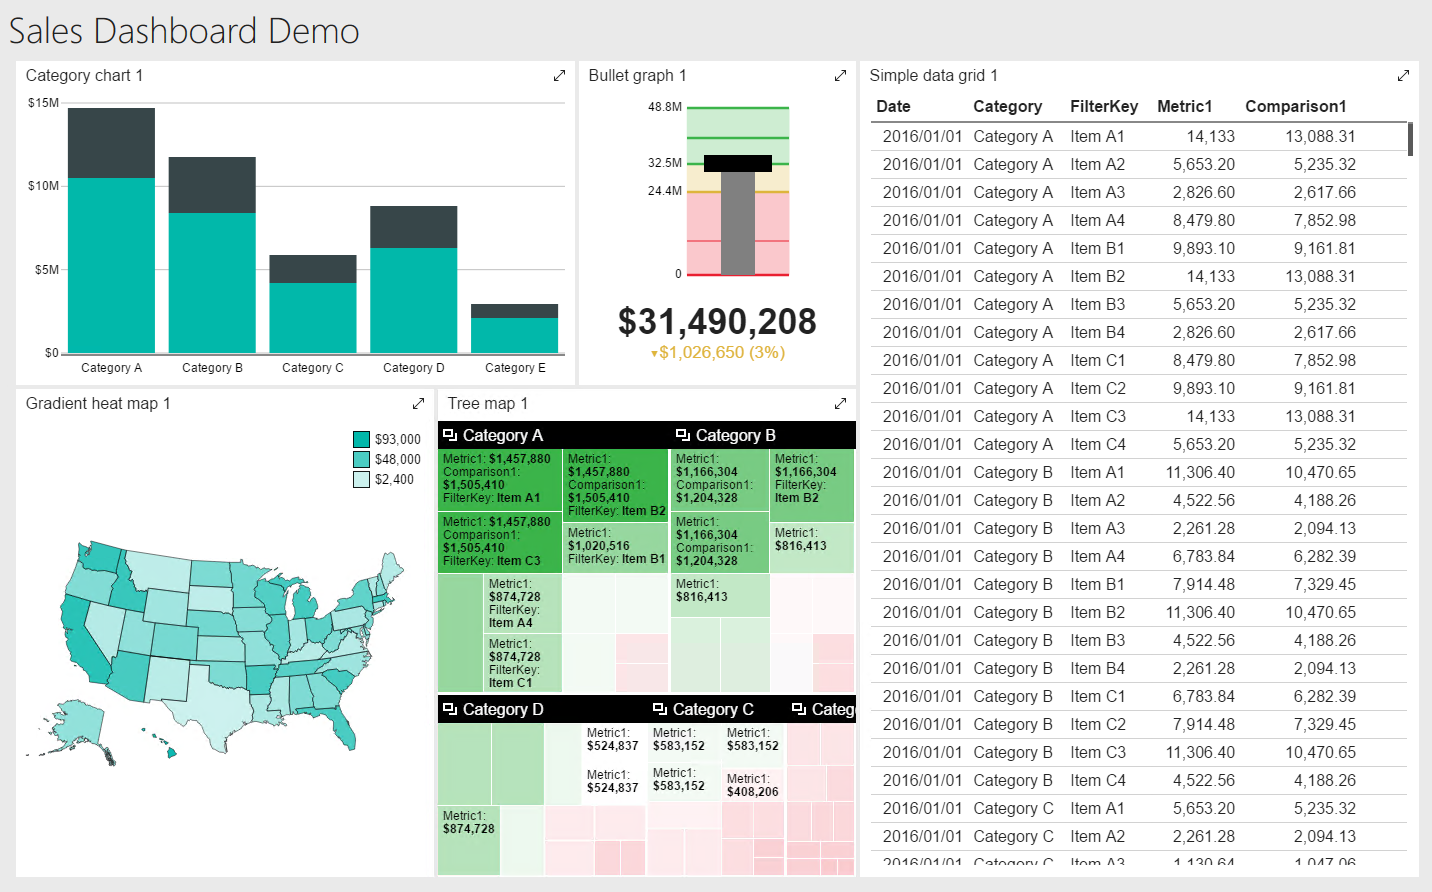 Sales Dashboard Demo
Category chart 1
$15M
$10M
$5M
$0
Category A Category B Category C Category D Category E
Bullet graph 1
48.8M
32.5M
24.4M
0
$31,490,208
▼$1,026,650 (3%)
Simple data grid 1
Date Category FilterKey Metric1 Comparison1
2016/01/01 Category A Item A1 14,133 13,088.31
2016/01/01 Category A Item A2 5,653.20 5,235.32
2016/01/01 Category A Item A3 2,826.60 2,617.66
2016/01/01 Category A Item A4 8,479.80 7,852.98
2016/01/01 Category A Item B1 9,893.10 9,161.81
2016/01/01 Category A Item B2 14,133 13,088.31
2016/01/01 Category A Item B3 5,653.20 5,235.32
2016/01/01 Category A Item B4 2,826.60 2,617.66
2016/01/01 Category A Item C1 8,479.80 7,852.98
2016/01/01 Category A Item C2 9,893.10 9,161.81
2016/01/01 Category A Item C3 14,133 13,088.31
2016/01/01 Category A Item C4 5,653.20 5,235.32
2016/01/01 Category B Item A1 11,306.40 10,470.65
2016/01/01 Category B Item A2 4,522.56 4,188.26
2016/01/01 Category B Item A3 2,261.28 2,094.13
2016/01/01 Category B Item A4 6,783.84 6,282.39
2016/01/01 Category B Item B1 7,914.48 7,329.45
2016/01/01 Category B Item B2 11,306.40 10,470.65
2016/01/01 Category B Item B3 4,522.56 4,188.26
2016/01/01 Category B Item B4 2,261.28 2,094.13
2016/01/01 Category B Item C1 6,783.84 6,282.39
2016/01/01 Category B Item C2 7,914.48 7,329.45
2016/01/01 Category B Item C3 11,306.40 10,470.65
2016/01/01 Category B Item C4 4,522.56 4,188.26
2016/01/01 Category C Item A1 5,653.20 5,235.32
2016/01/01 Category C Item A2 2,261.28 2,094.13
2016/01/01 Category C Item A3 1,130.64 1,047.06
Gradient heat map 1
$93,000
$48,000
$2,400
Tree map 1
Category A
Metric1: $1,457,880
Comparison1:
$1,505,410
FilterKey: Item A1
Metric1:
$1,457,880
Comparison1:
$1,505,410
FilterKey: Item B2
Metric1: $1,457,880
Comparison1:
$1,505,410
FilterKey: Item C3
Metric1:
$1,020,516
FilterKey: Item B1
Metric1:
$874,728
FilterKey:
Item A4
Metric1:
$874,728
FilterKey:
Item C1
Category B
Metric1:
$1,166,304
Comparison1:
$1,204,328
Metric1:
$1,166,304
FilterKey:
Item B2
Metric1:
$1,166,304
Comparison1:
$1,204,328
Metric1:
$816,413
Metric1:
$816,413
Category D
Metric1:
$524,837
Metric1:
$524,837
Metric1:
$874,728
Category C
Metric1:
$583,152
Metric1:
$583,152
Metric1:
$583,152
Metric1:
$408,206
Categ